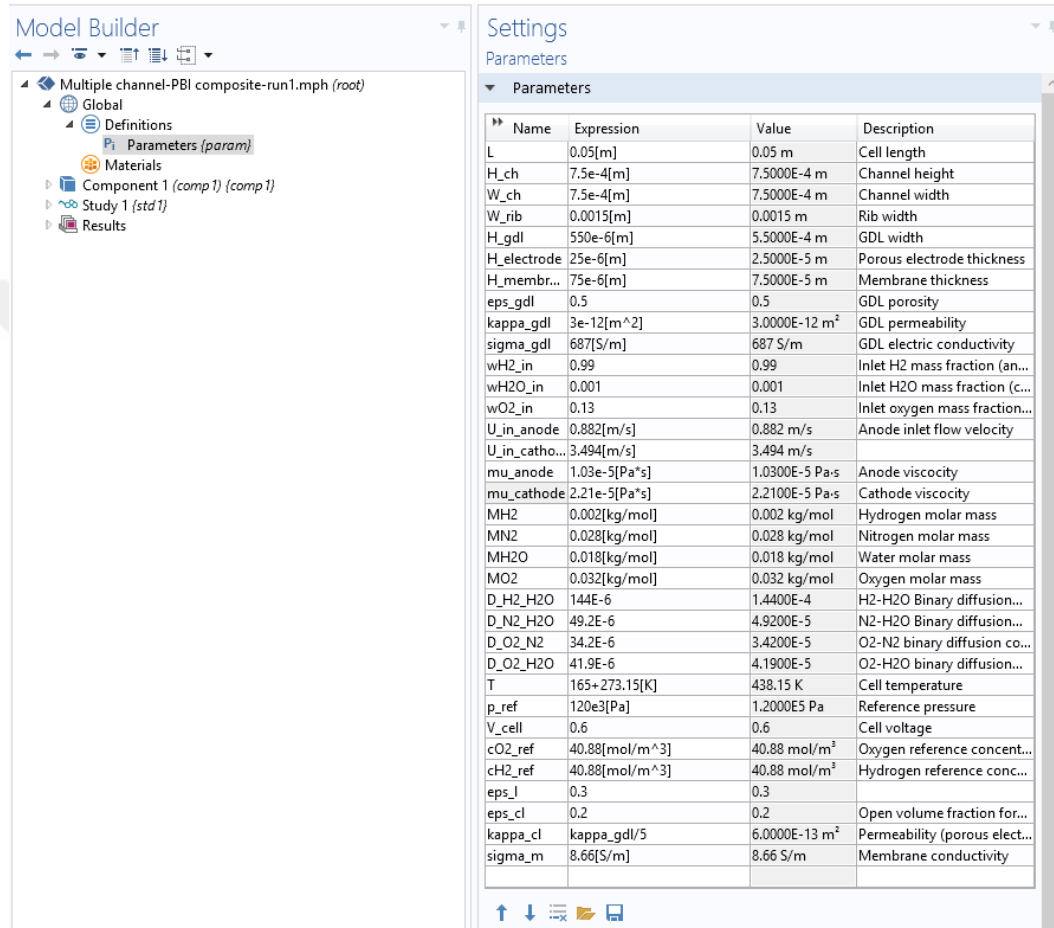 Model Builder
Multiple channel-PBI composite-run1.mph (root)
Global
Definitions
Pi Parameters {param}
Materials
Component 1 (comp1) {comp1}
Study 1 {std1}
Results
Settings
Parameters
Parameters
Name Expression Value Description
L 0.05[m] 0.05 m Cell length
H_ch 7.5e-4[m] 7.5000E-4 m Channel height
W_ch 7.5e-4[m] 7.5000E-4 m Channel width
W_rib 0.0015[m] 0.0015 m Rib width
H_gdl 550e-6[m] 5.5000E-4 m GDL width
H_electrode 25e-6[m] 2.5000E-5 m Porous electrode thickness
H_membr... 75e-6[m] 7.5000E-5 m Membrane thickness
eps_gdl 0.5 0.5 GDL porosity
kappa_gdl 3e-12[m^2] 3.0000E-12 m² GDL permeability
sigma_gdl 687[S/m] 687 S/m GDL electric conductivity
wH2_in 0.99 0.99 Inlet H2 mass fraction (an...
wH2O_in 0.001 0.001 Inlet H2O mass fraction (c...
wO2_in 0.13 0.13 Inlet oxygen mass fraction...
U_in_anode 0.882[m/s] 0.882 m/s Anode inlet flow velocity
U_in_catho... 3.494[m/s] 3.494 m/s
mu_anode 1.03e-5[Pa*s] 1.0300E-5 Pa·s Anode viscocity
mu_cathode 2.21e-5[Pa*s] 2.2100E-5 Pa·s Cathode viscocity
MH2 0.002[kg/mol] 0.002 kg/mol Hydrogen molar mass
MN2 0.028[kg/mol] 0.028 kg/mol Nitrogen molar mass
MH2O 0.018[kg/mol] 0.018 kg/mol Water molar mass
MO2 0.032[kg/mol] 0.032 kg/mol Oxygen molar mass
D_H2_H2O 144E-6 1.4400E-4 H2-H2O Binary diffusion...
D_N2_H2O 49.2E-6 4.9200E-5 N2-H2O Binary diffusion...
D_O2_N2 34.2E-6 3.4200E-5 O2-N2 binary diffusion co...
D_O2_H2O 41.9E-6 4.1900E-5 O2-H2O binary diffusion...
T 165+273.15[K] 438.15 K Cell temperature
p_ref 120e3[Pa] 1.2000E5 Pa Reference pressure
V_cell 0.6 0.6 Cell voltage
cO2_ref 40.88[mol/m^3] 40.88 mol/m³ Oxygen reference concent...
cH2_ref 40.88[mol/m^3] 40.88 mol/m³ Hydrogen reference conc...
eps_l 0.3 0.3
eps_cl 0.2 0.2 Open volume fraction for...
kappa_cl kappa_gdl/5 6.0000E-13 m² Permeability (porous elect...
sigma_m 8.66[S/m] 8.66 S/m Membrane conductivity